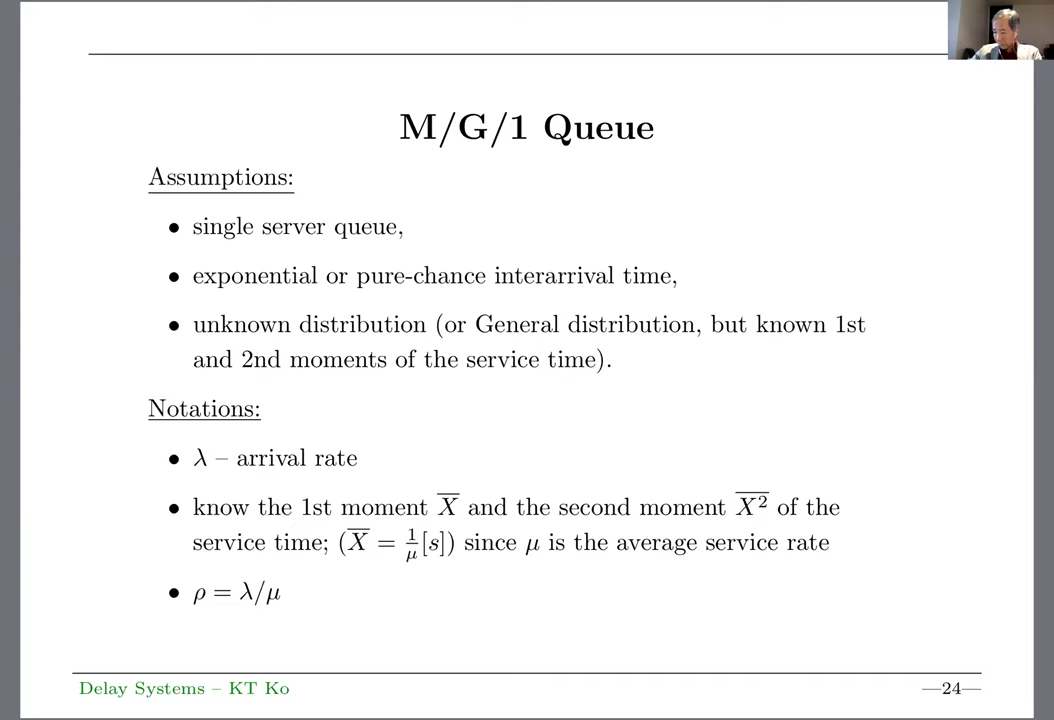 M/G/1 Queue
Assumptions:
• single server queue,
• exponential or pure-chance interarrival time,
• unknown distribution (or General distribution, but known 1st
and 2nd moments of the service time).
Notations:
• λ – arrival rate
• know the 1st moment X̅ and the second moment X̅²̅ of the
service time; (X̅ = 1/μ [s]) since μ is the average service rate
• ρ = λ/μ
Delay Systems – KT Ko
—24—